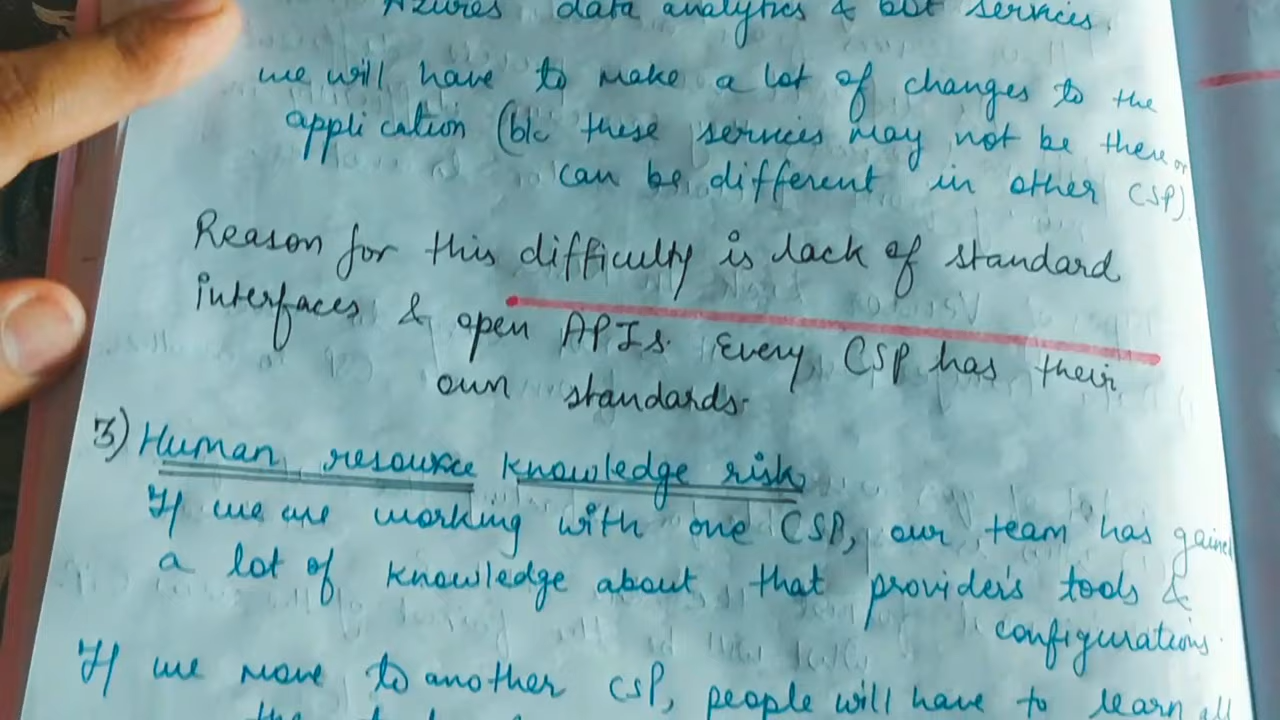 Azures data analytics & bot services.
we will have to make a lot of changes to the
application (b/c these services may not be there or
can be different in other CSP).
Reason for this difficulty is lack of standard
interfaces & open APIs. Every CSP has their
own standards.
3) Human resource knowledge risk
If we are working with one CSP, our team has gained
a lot of knowledge about that provider's tools &
configurations.
If we move to another CSP, people will have to learn all
the